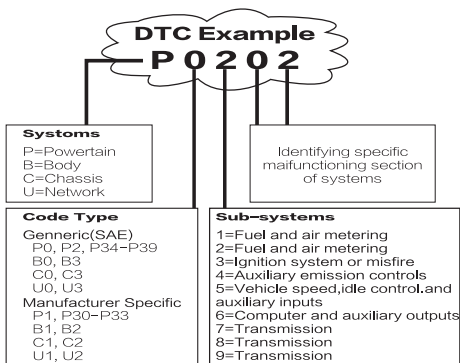 DTC Example
P 0 2 0 2
Systoms
P=Powertain
B=Body
C=Chassis
U=Network
Identifying specific
maifunctioning section
of systems
Code Type
Genneric(SAE)
P0, P2, P34-P39
B0, B3
C0, C3
U0, U3
Manufacturer Specific
P1, P30-P33
B1, B2
C1, C2
U1, U2
Sub-systems
1=Fuel and air metering
2=Fuel and air metering
3=Ignition system or misfire
4=Auxiliary emission controls
5=Vehicle speed,idle control.and
auxiliary inputs
6=Computer and auxiliary outputs
7=Transmission
8=Transmission
9=Transmission